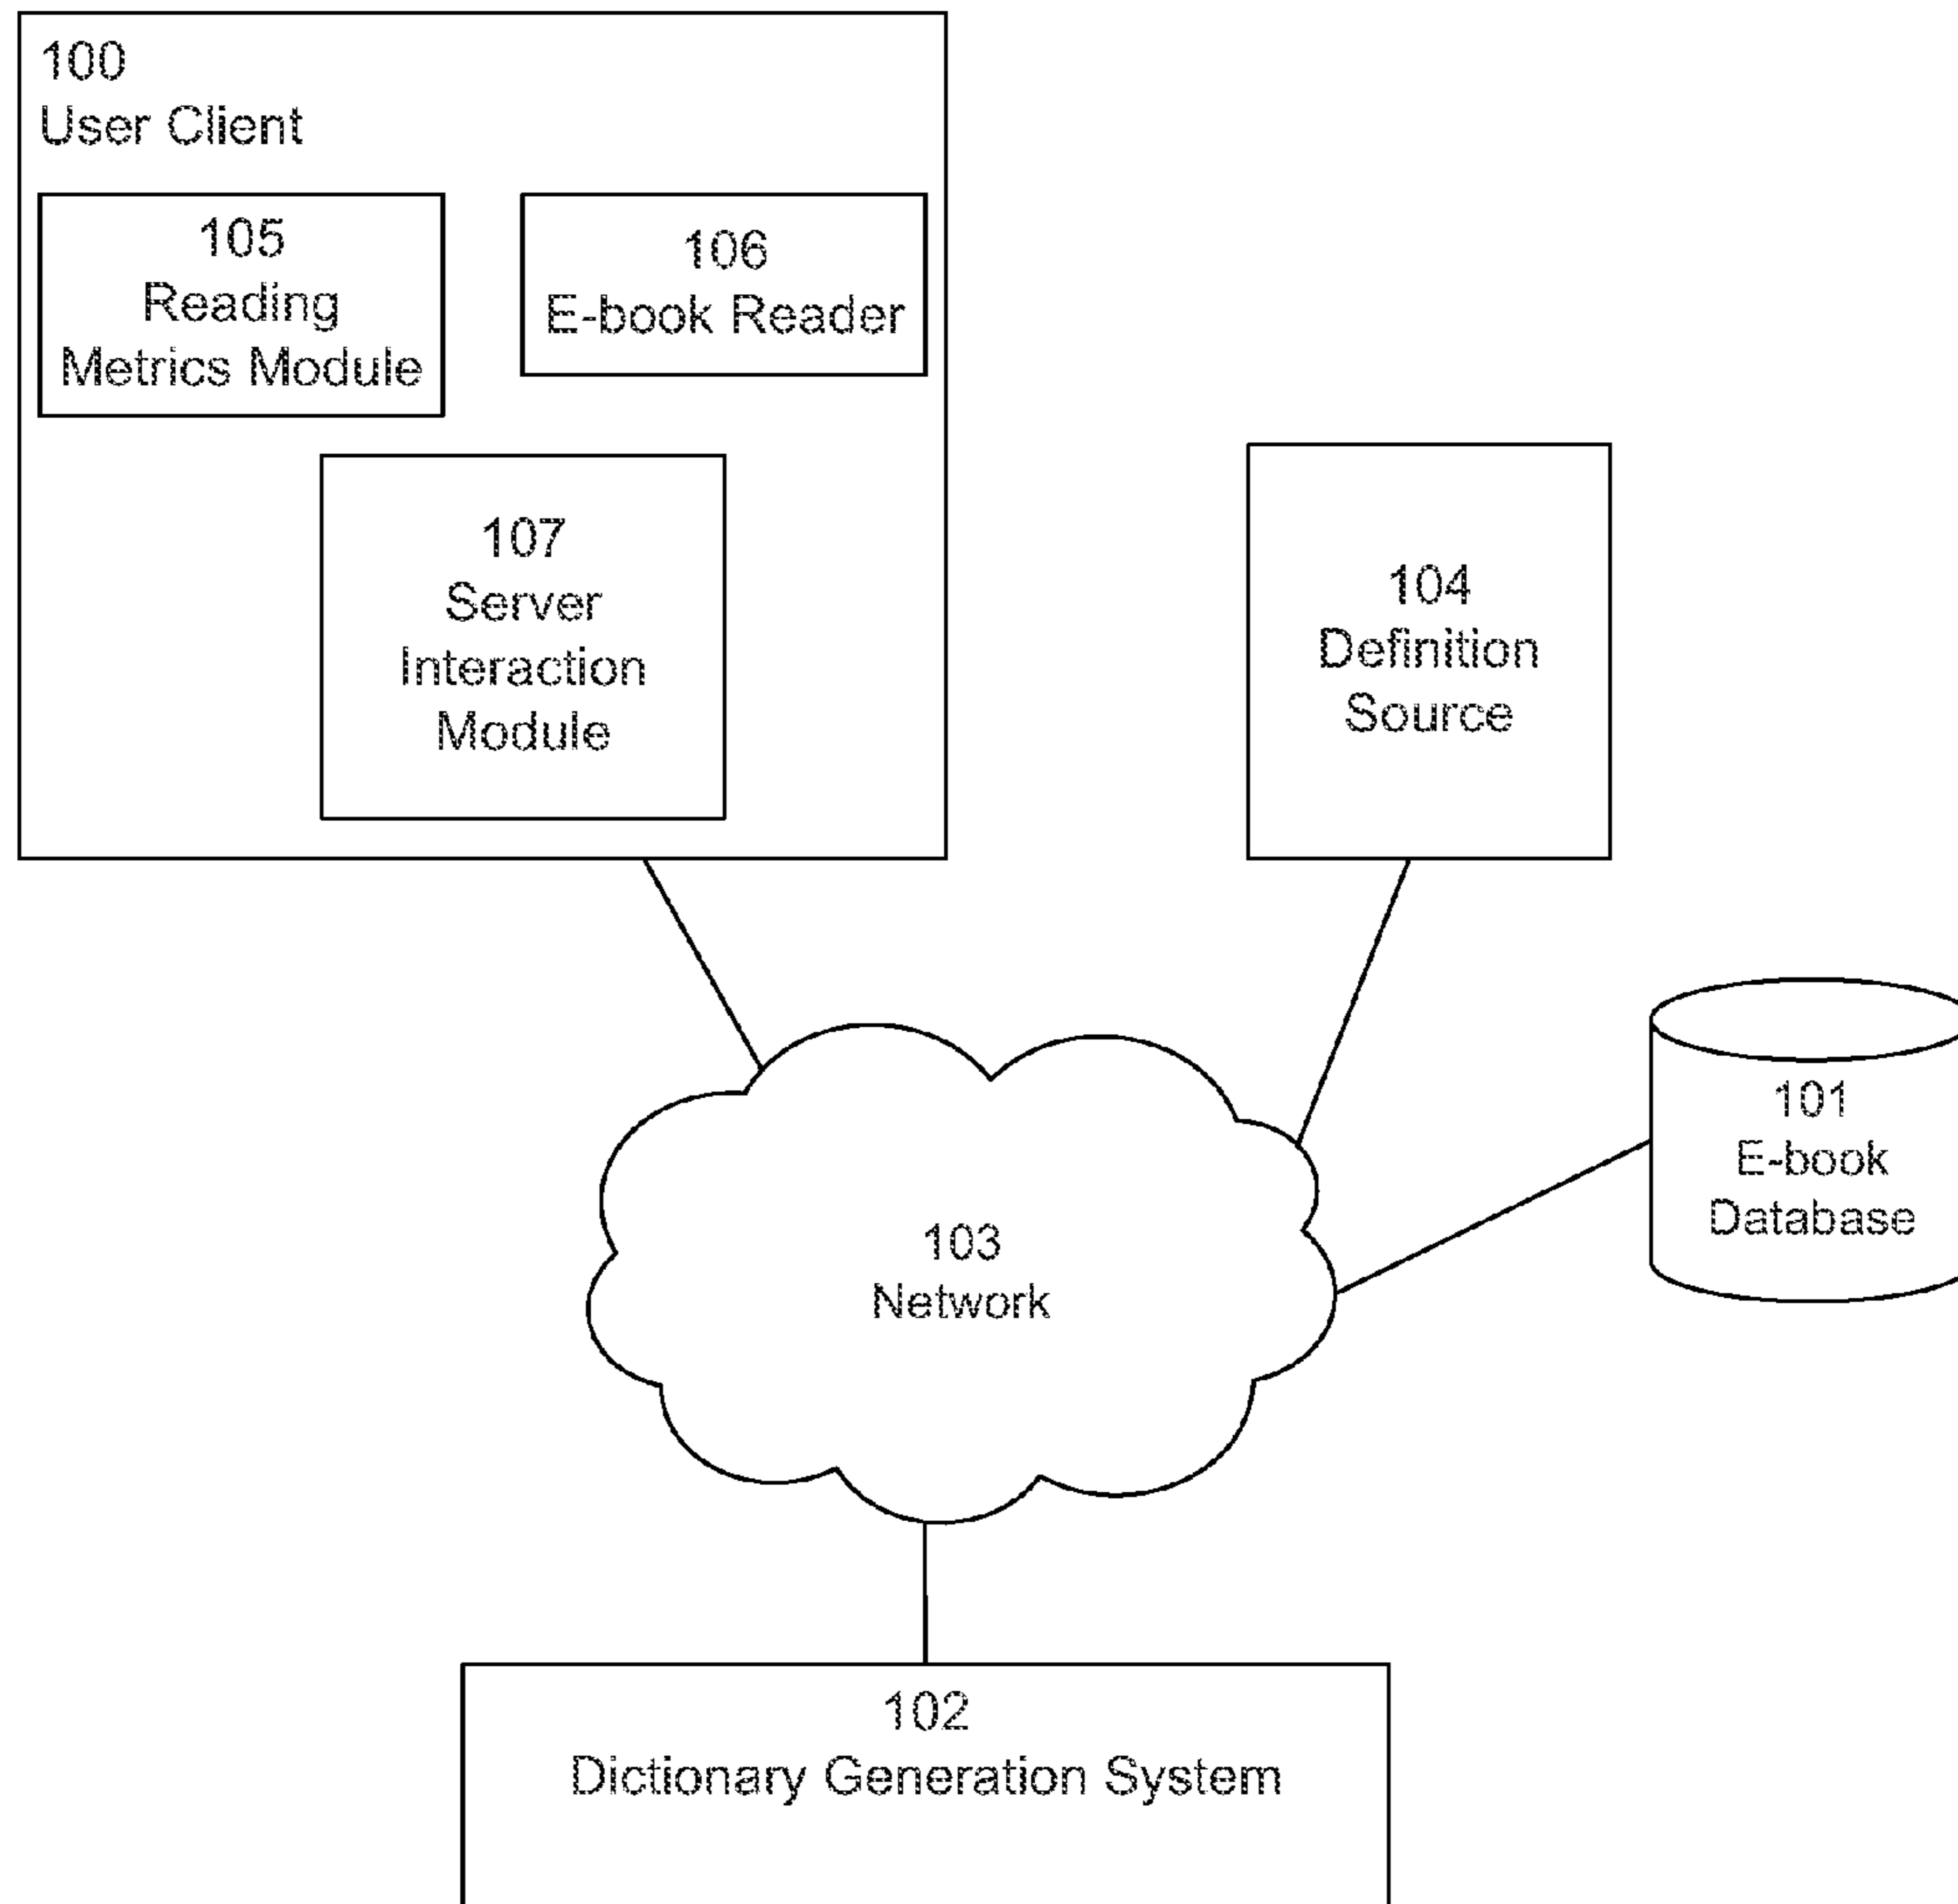 100
User Client
105
Reading
Metrics Module
106
E-book Reader
107
Server
Interaction
Module
104
Definition
Source
101
E-book
Database
103
Network
102
Dictionary Generation System